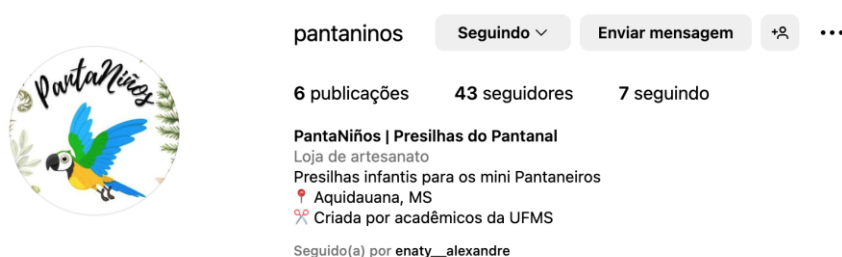 PantaNiños
pantaninos Seguindo Enviar mensagem
6 publicações 43 seguidores 7 seguindo
PantaNiños | Presilhas do Pantanal
Loja de artesanato
Presilhas infantis para os mini Pantaneiros
📍 Aquidauana, MS
✂️ Criada por acadêmicos da UFMS
Seguido(a) por enaty__alexandre